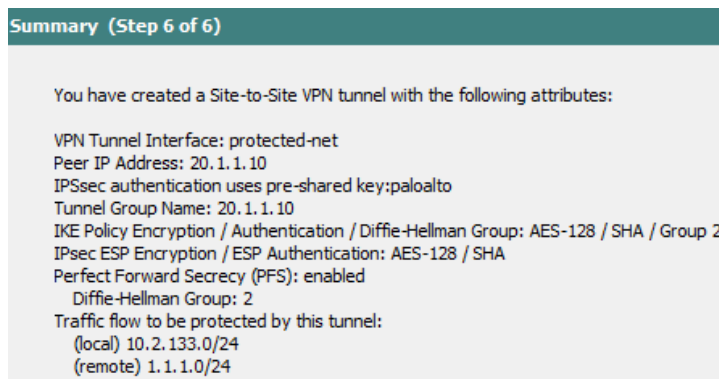 Summary (Step 6 of 6)
You have created a Site-to-Site VPN tunnel with the following attributes:
VPN Tunnel Interface: protected-net
Peer IP Address: 20.1.1.10
IPSsec authentication uses pre-shared key:paloalto
Tunnel Group Name: 20.1.1.10
IKE Policy Encryption / Authentication / Diffie-Hellman Group: AES-128 / SHA / Group 2
IPsec ESP Encryption / ESP Authentication: AES-128 / SHA
Perfect Forward Secrecy (PFS): enabled
Diffie-Hellman Group: 2
Traffic flow to be protected by this tunnel:
(local) 10.2.133.0/24
(remote) 1.1.1.0/24